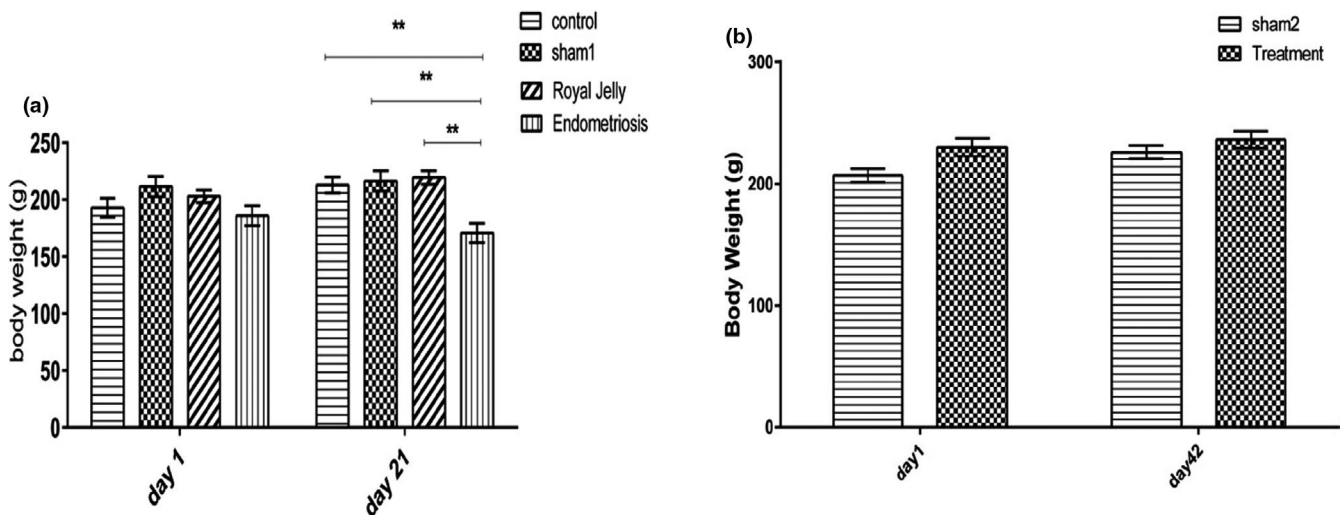 (a)
**
**
**
control
sham1
Royal Jelly
Endometriosis
body weight (g)
250
200
150
100
50
0
day 1
day 21
(b)
sham2
Treatment
Body Weight (g)
300
200
100
0
day1
day42